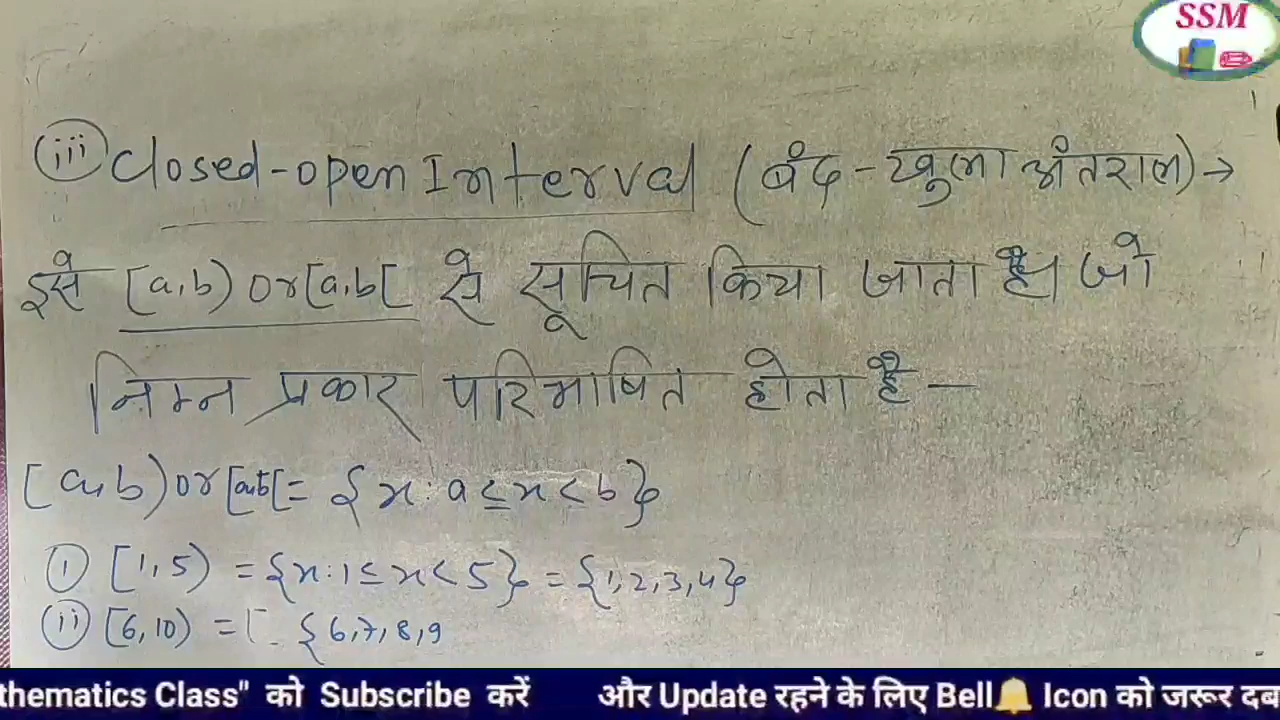 SSM
(iii) Closed-open Interval (बंद-खुला अंतराल) →
इसे [a,b) or [a,b[ से सूचित किया जाता है। जो
निम्न प्रकार परिभाषित होता है —
[a,b) or [a,b[ = {x : a ≤ x < b}
(i) [1,5) = {x : 1 ≤ x < 5} = {1,2,3,4}
(ii) [6,10) = [ {6,7,8,9
thematics Class" को Subscribe करें और Update रहने के लिए Bell🔔 Icon को जरूर दब